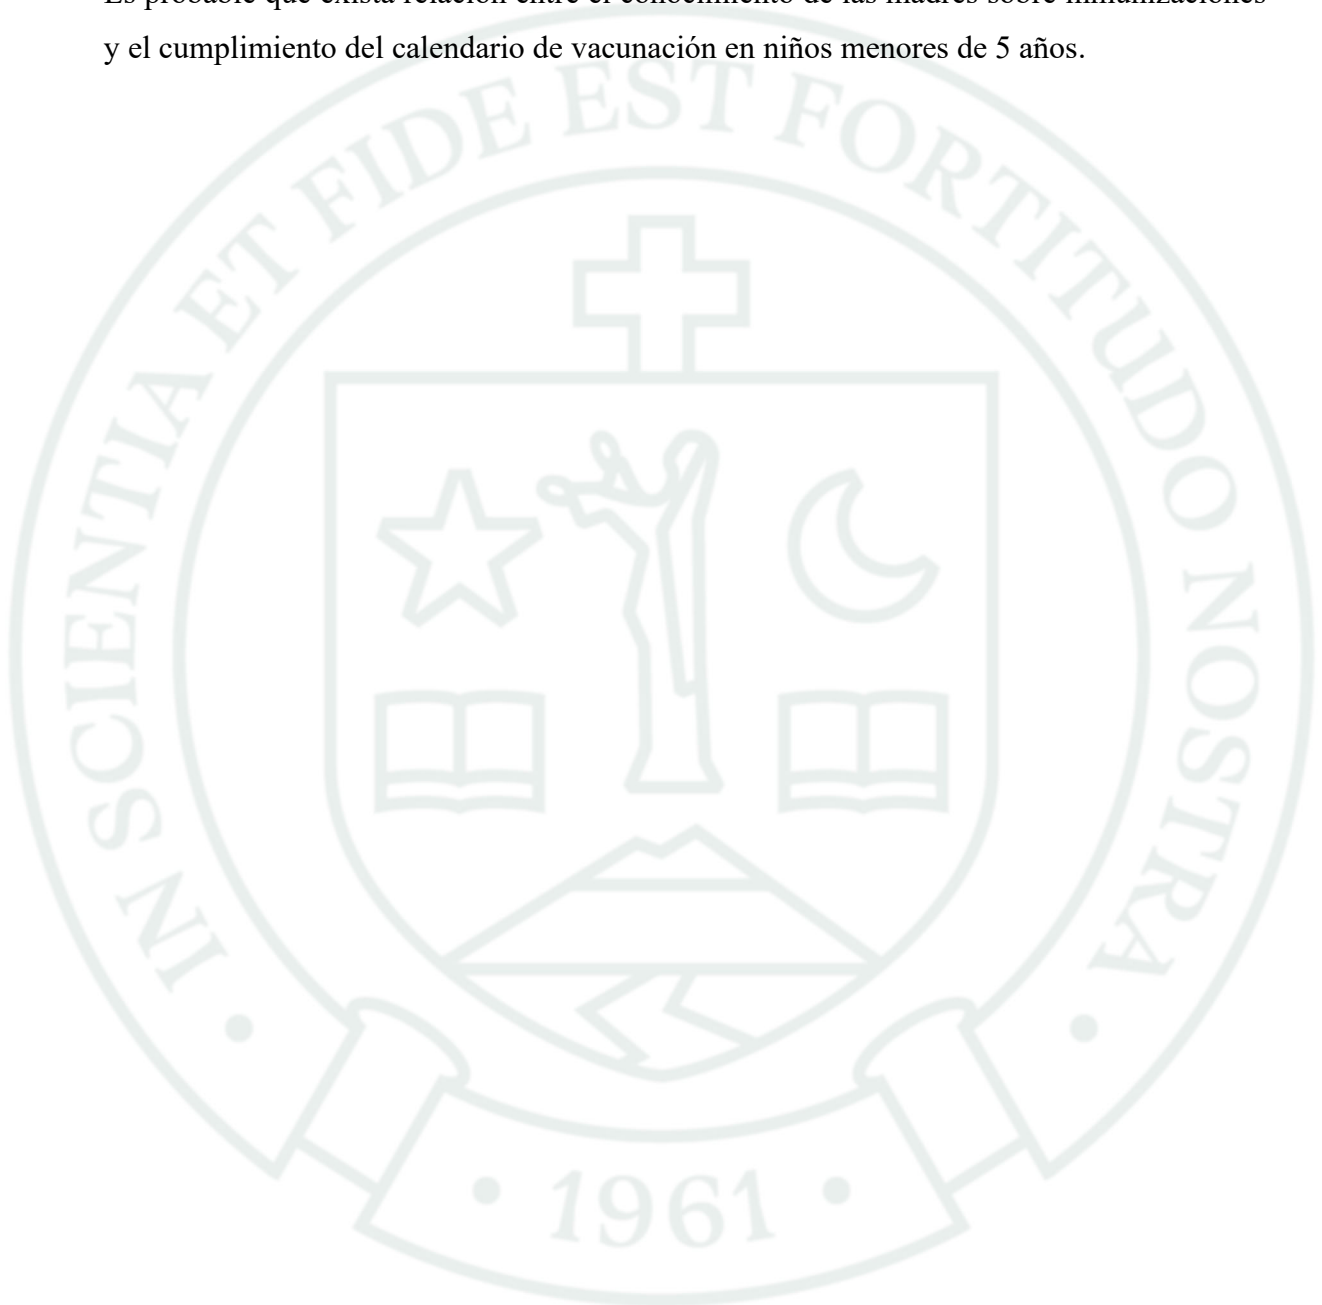 Es probable que exista relación entre el conocimiento de las madres sobre inmunizaciones
y el cumplimiento del calendario de vacunación en niños menores de 5 años.
IN SCIENTIA ET FIDE EST FORTITUDO NOSTRA
• 1961 •